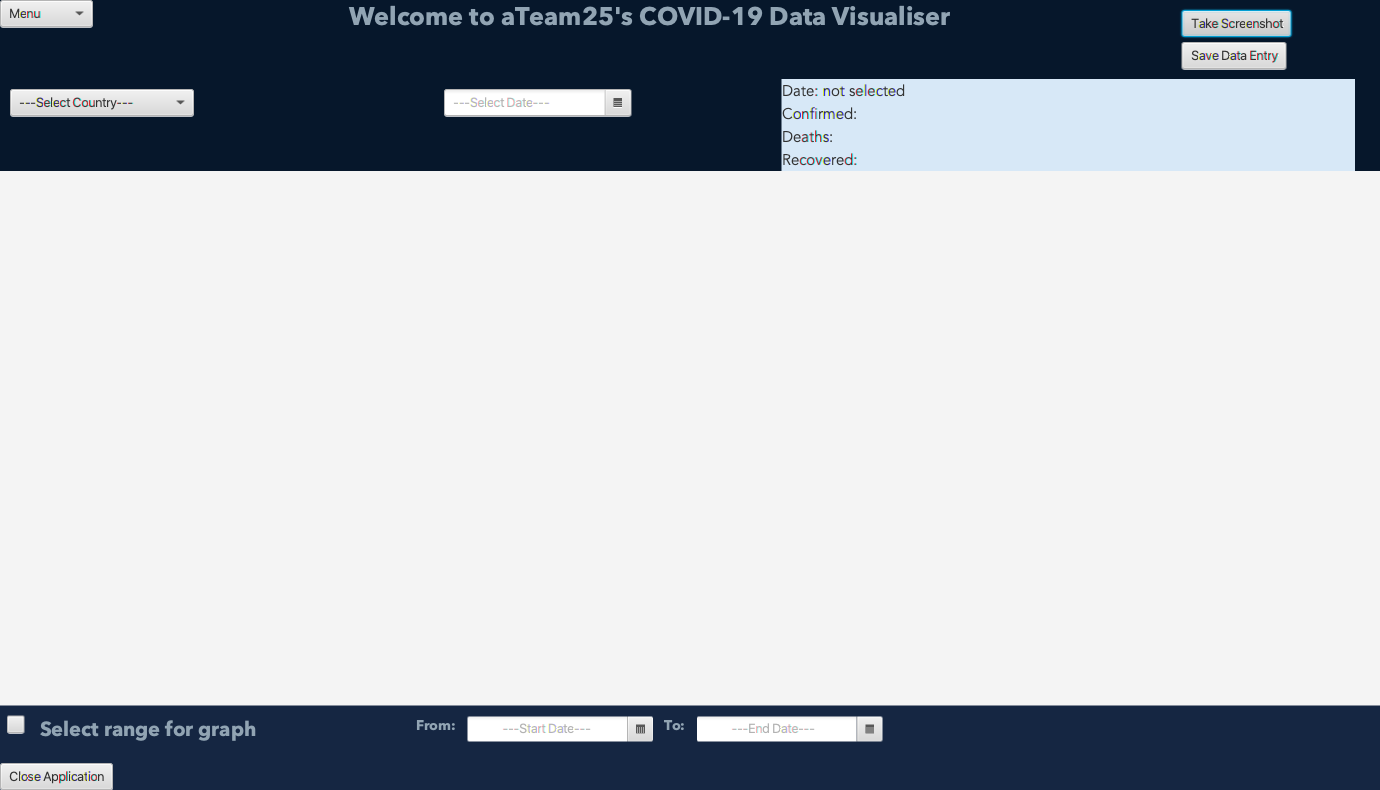 Menu
Welcome to aTeam25's COVID-19 Data Visualiser
Take Screenshot
Save Data Entry
---Select Country---
---Select Date---
Date: not selected
Confirmed:
Deaths:
Recovered:
Select range for graph
From:
---Start Date---
To:
---End Date---
Close Application